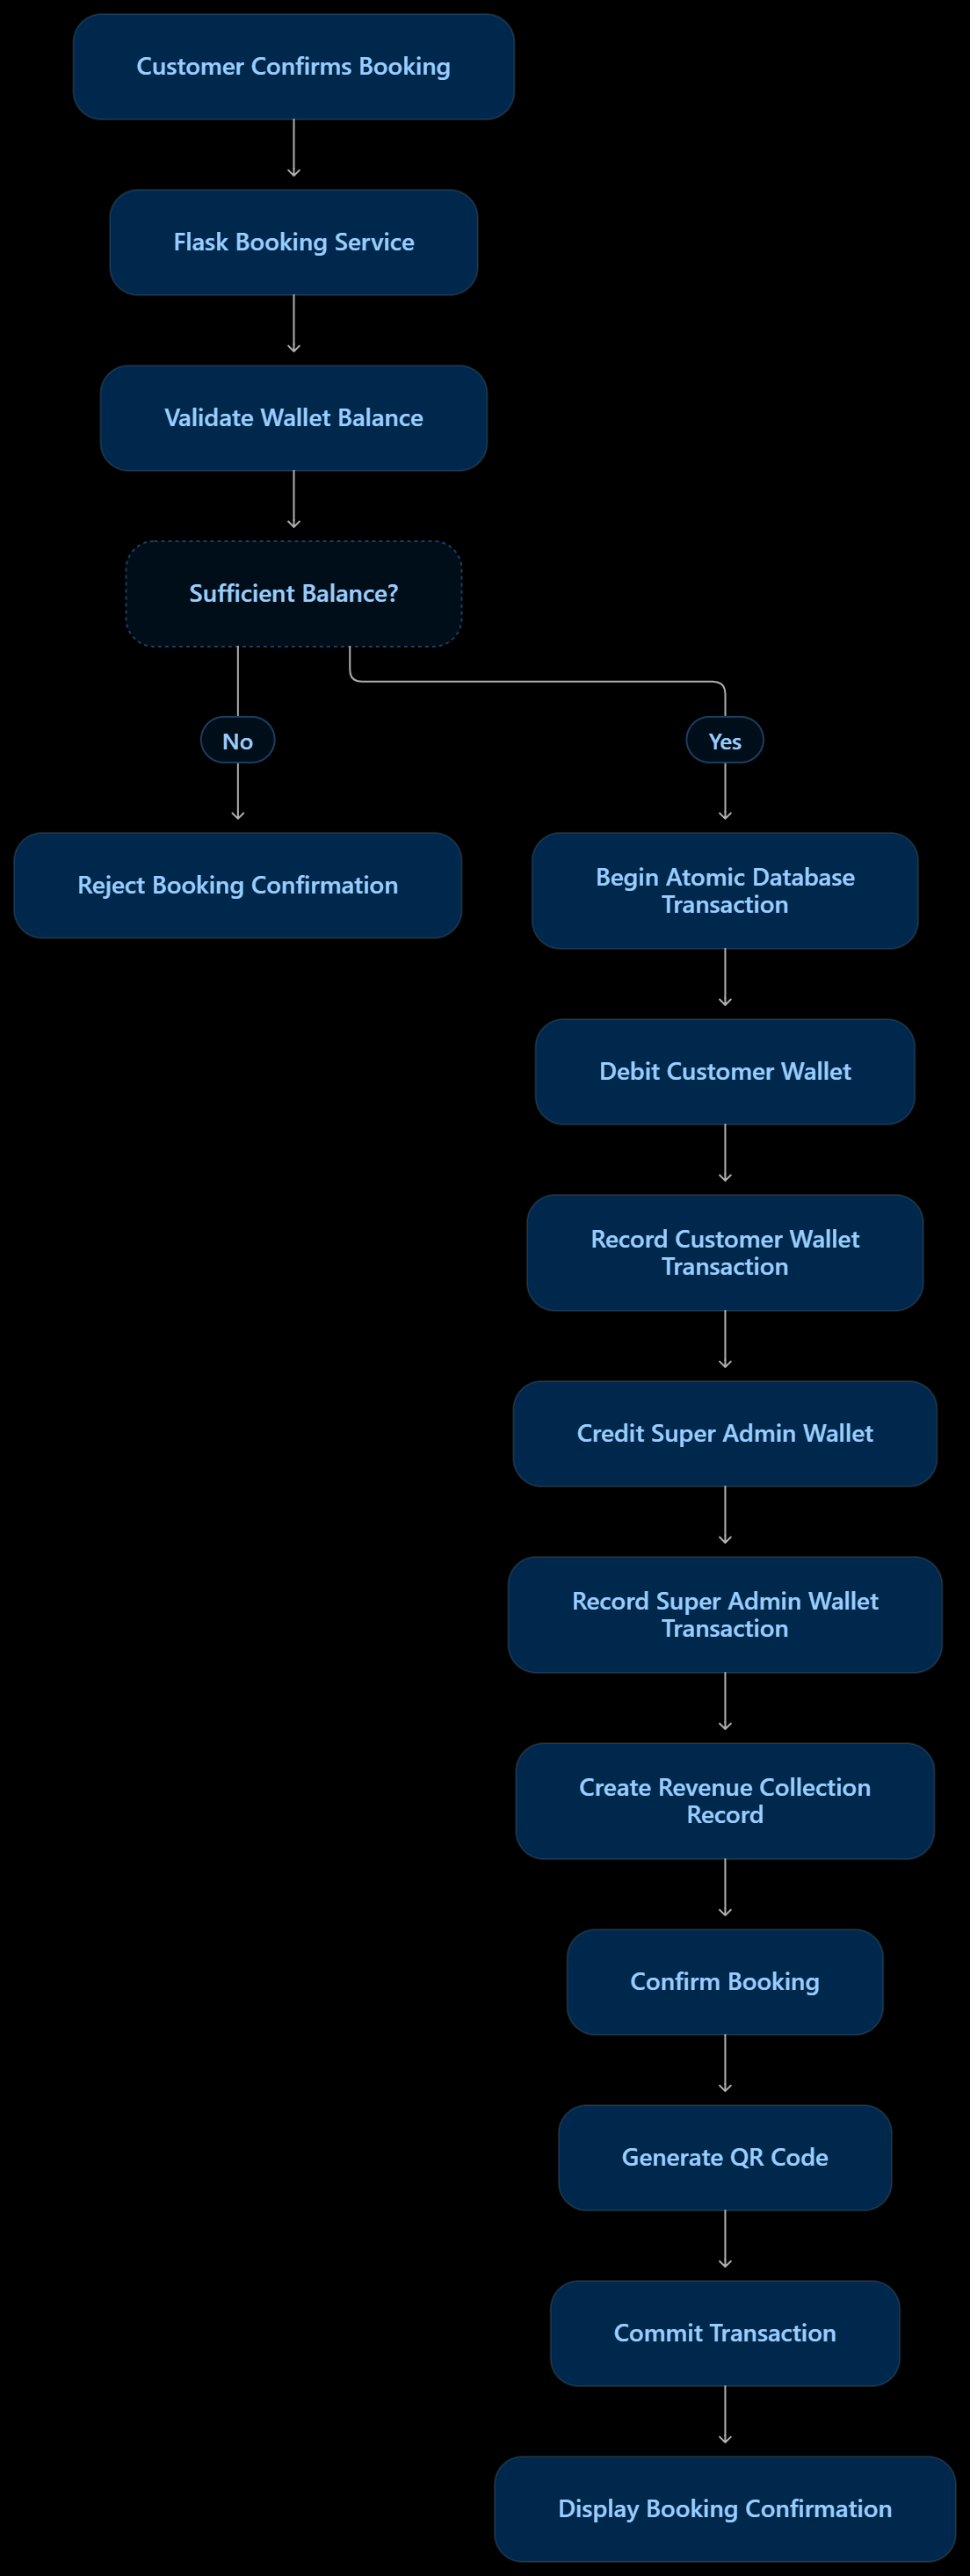 Customer Confirms Booking
Flask Booking Service
Validate Wallet Balance
Sufficient Balance?
No
Yes
Reject Booking Confirmation
Begin Atomic Database
Transaction
Debit Customer Wallet
Record Customer Wallet
Transaction
Credit Super Admin Wallet
Record Super Admin Wallet
Transaction
Create Revenue Collection
Record
Confirm Booking
Generate QR Code
Commit Transaction
Display Booking Confirmation